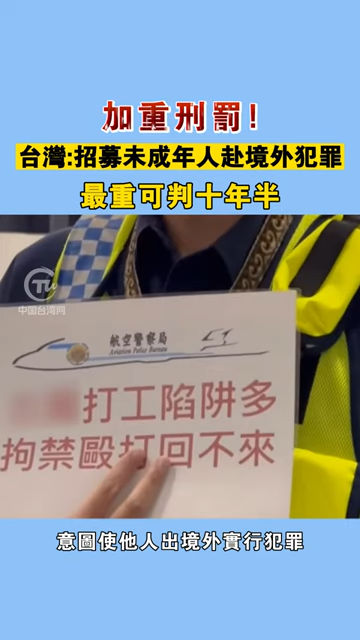 加重刑罰!
台灣:招募未成年人赴境外犯罪
最重可判十年半
中国台湾网
航空警察局
Aviation Police Bureau
打工陷阱多
拘禁毆打回不來
意圖使他人出境外實行犯罪